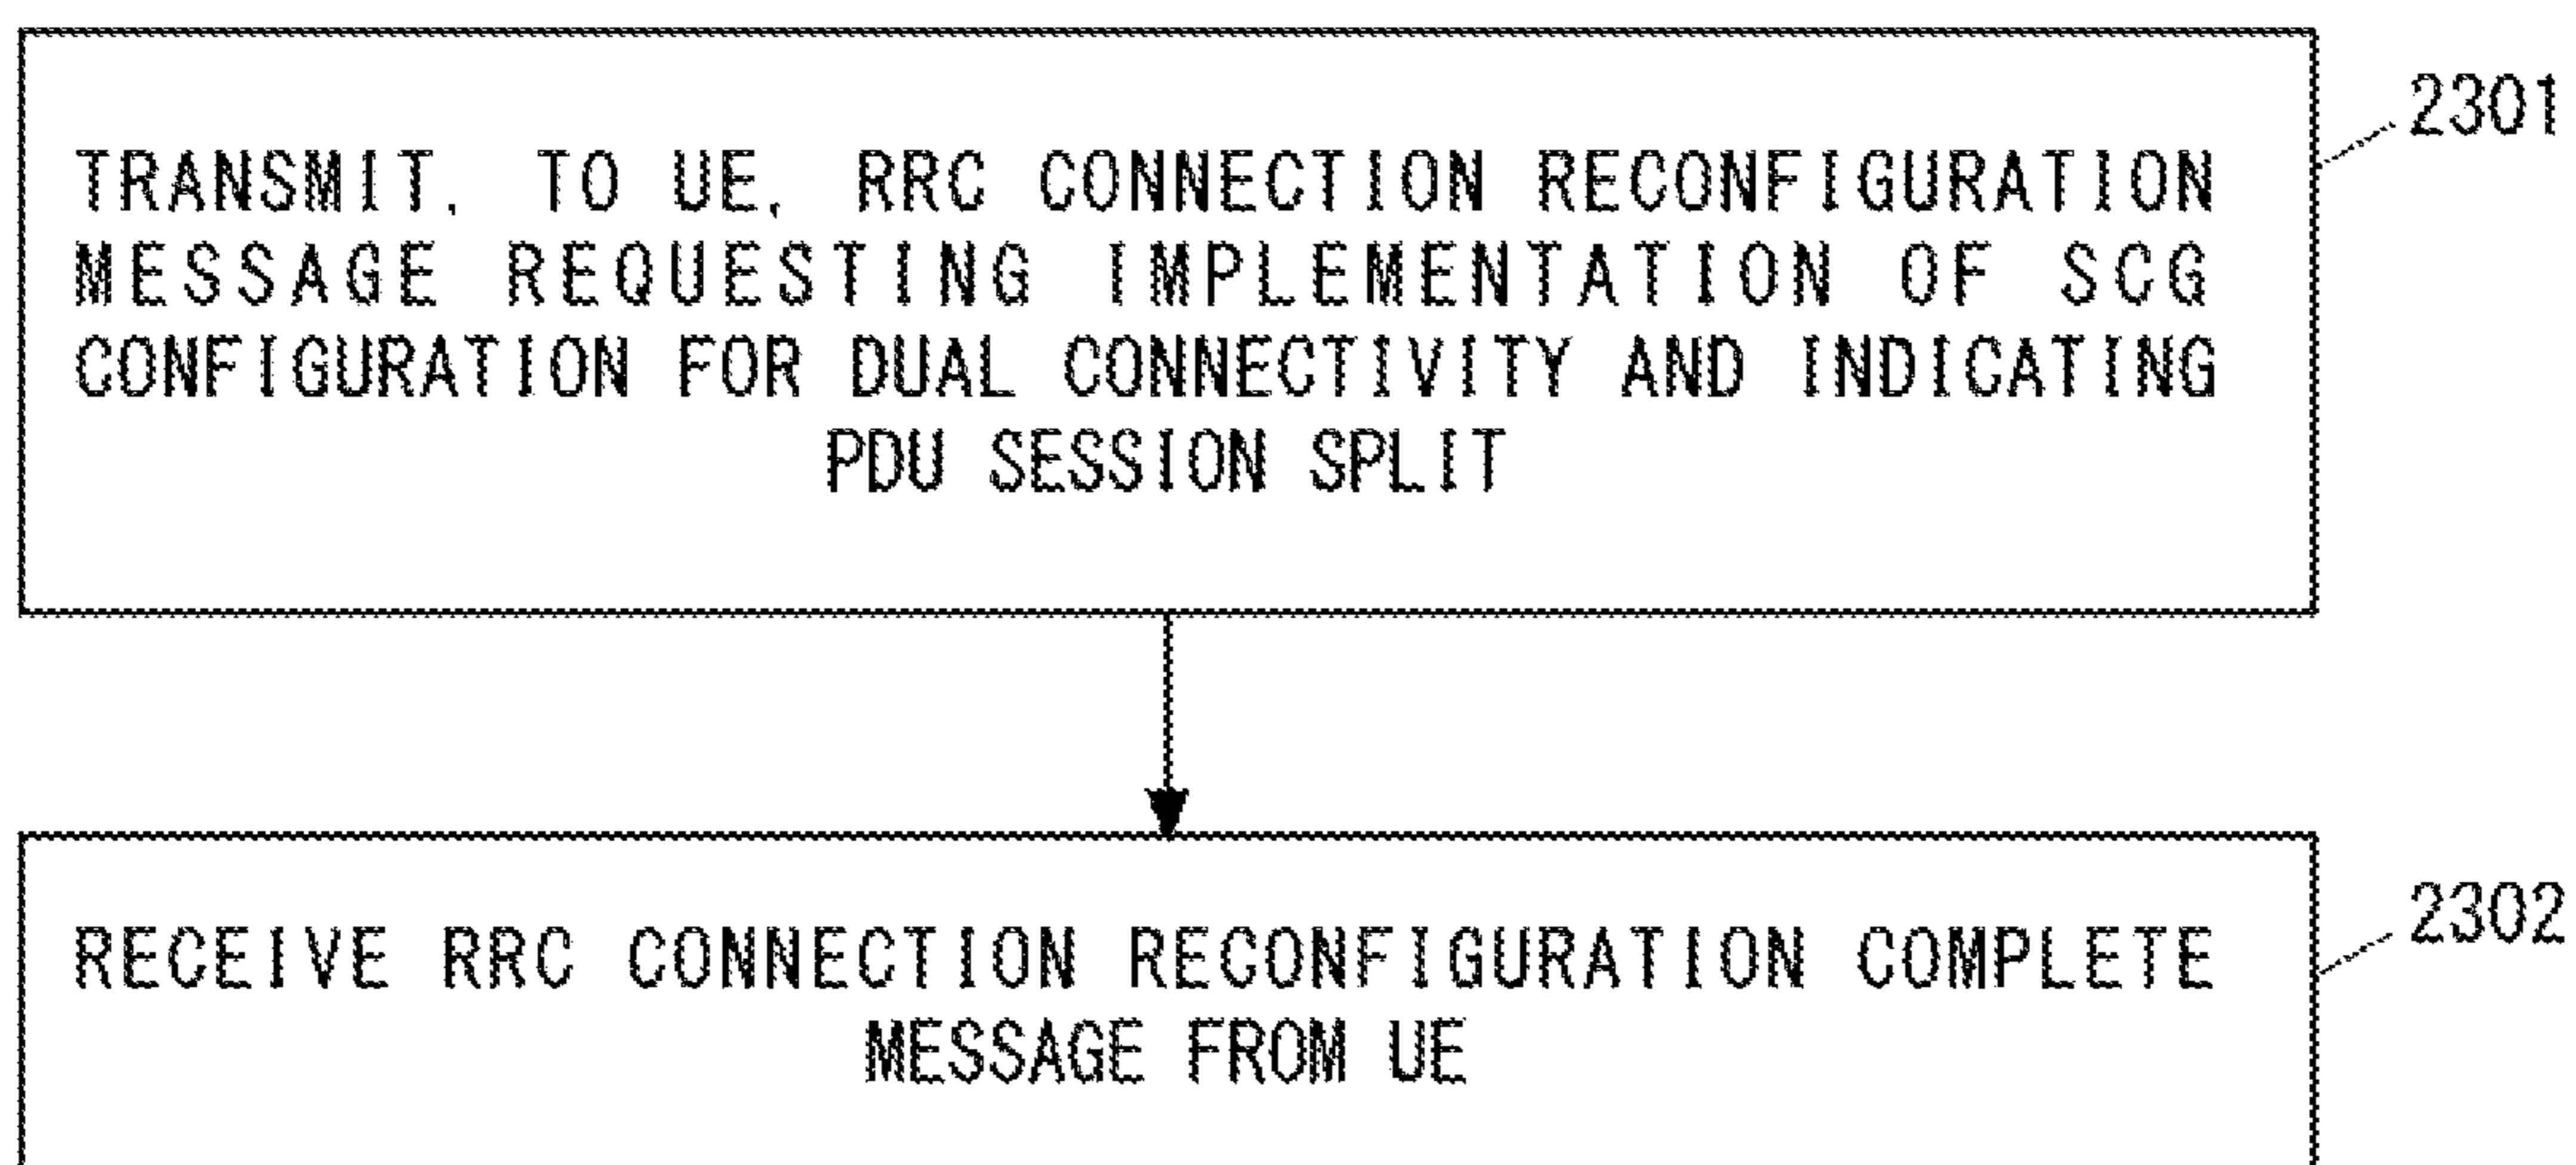 2301
TRANSMIT, TO UE, RRC CONNECTION RECONFIGURATION
MESSAGE REQUESTING IMPLEMENTATION OF SCG
CONFIGURATION FOR DUAL CONNECTIVITY AND INDICATING
PDU SESSION SPLIT
2302
RECEIVE RRC CONNECTION RECONFIGURATION COMPLETE
MESSAGE FROM UE